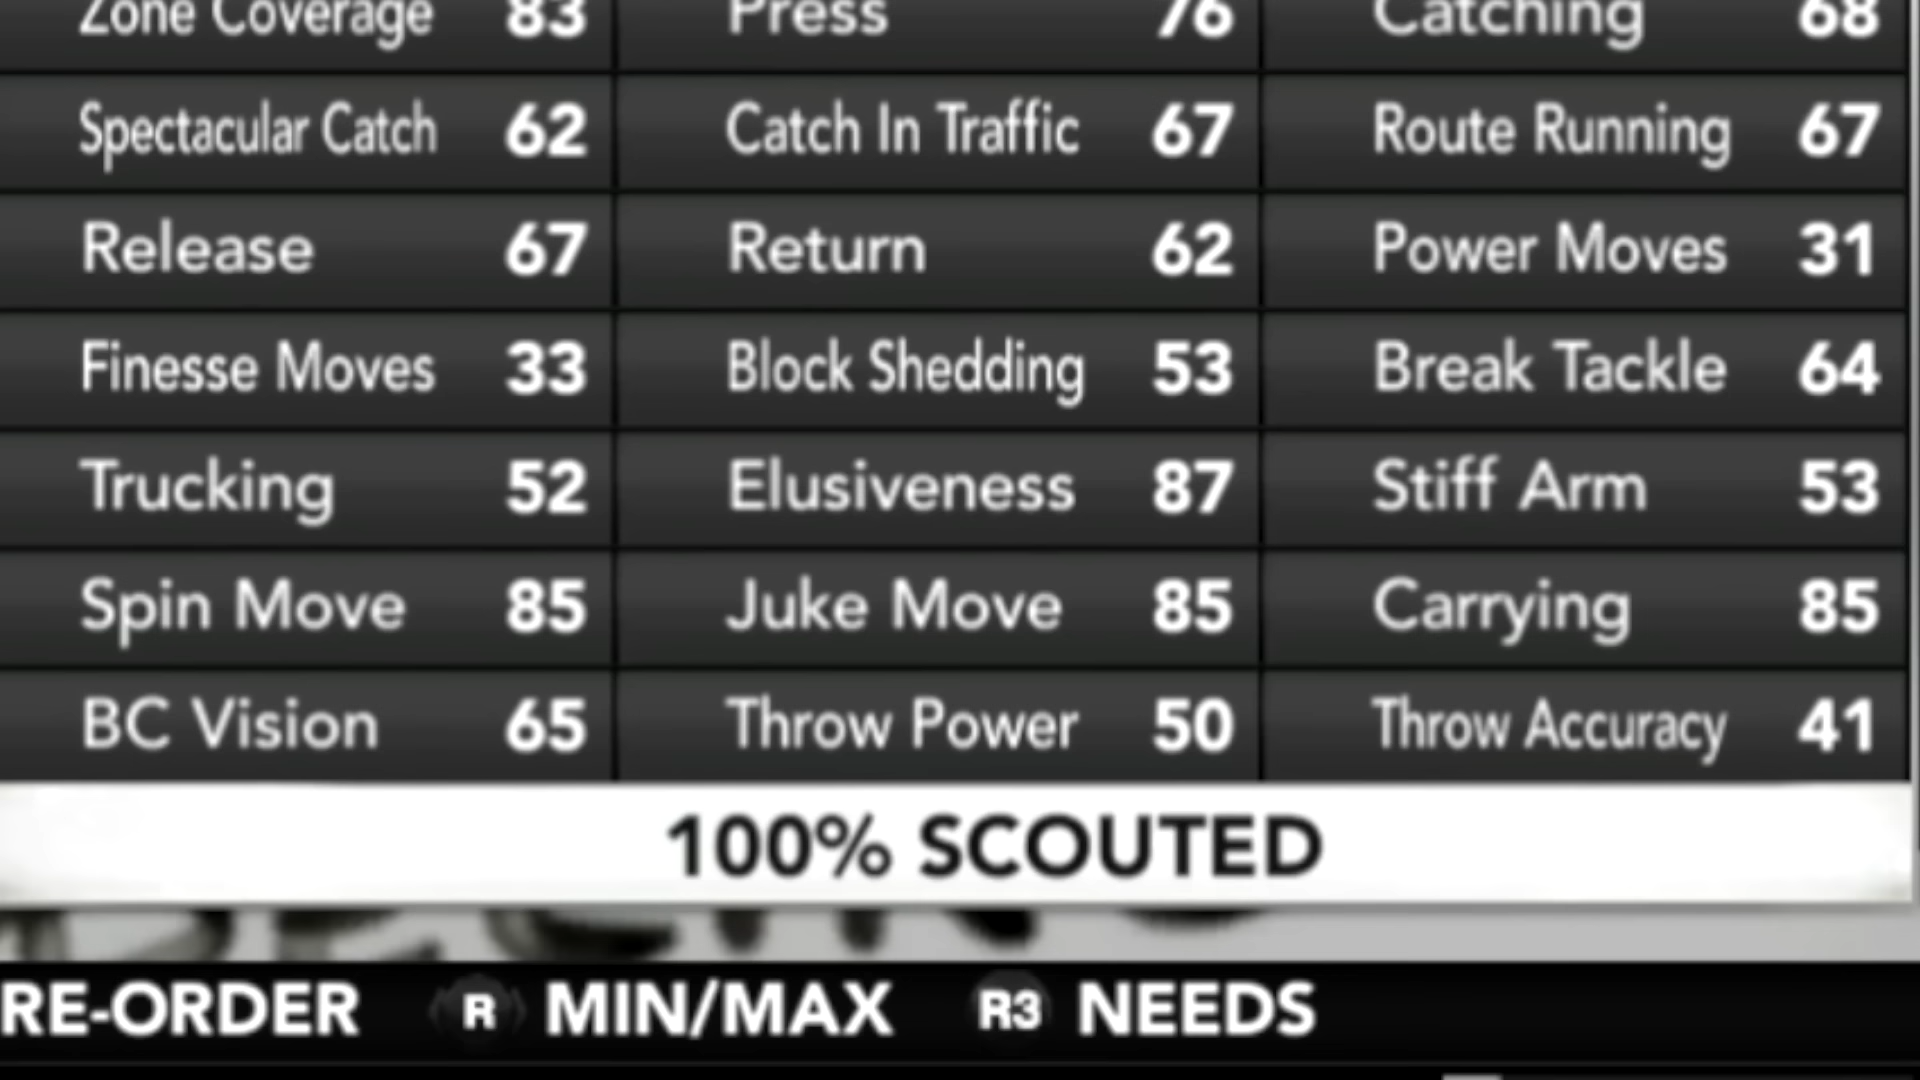 Zone Coverage 83 Press 76 Catching 68
Spectacular Catch 62 Catch In Traffic 67 Route Running 67
Release 67 Return 62 Power Moves 31
Finesse Moves 33 Block Shedding 53 Break Tackle 64
Trucking 52 Elusiveness 87 Stiff Arm 53
Spin Move 85 Juke Move 85 Carrying 85
BC Vision 65 Throw Power 50 Throw Accuracy 41
100% SCOUTED
RE-ORDER R MIN/MAX R3 NEEDS